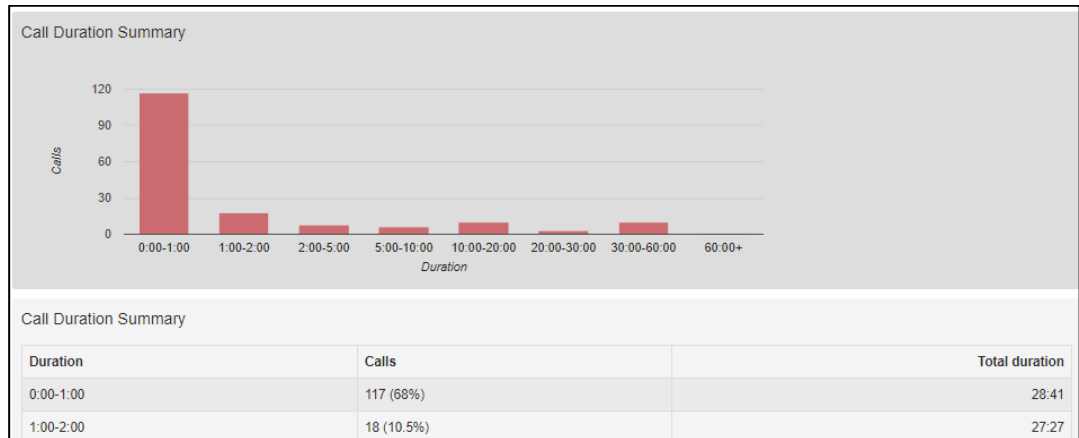 Call Duration Summary
120
90
60
30
0
Calls
0:00-1:00 1:00-2:00 2:00-5:00 5:00-10:00 10:00-20:00 20:00-30:00 30:00-60:00 60:00+
Duration
Call Duration Summary
Duration Calls Total duration
0:00-1:00 117 (68%) 28:41
1:00-2:00 18 (10.5%) 27:27